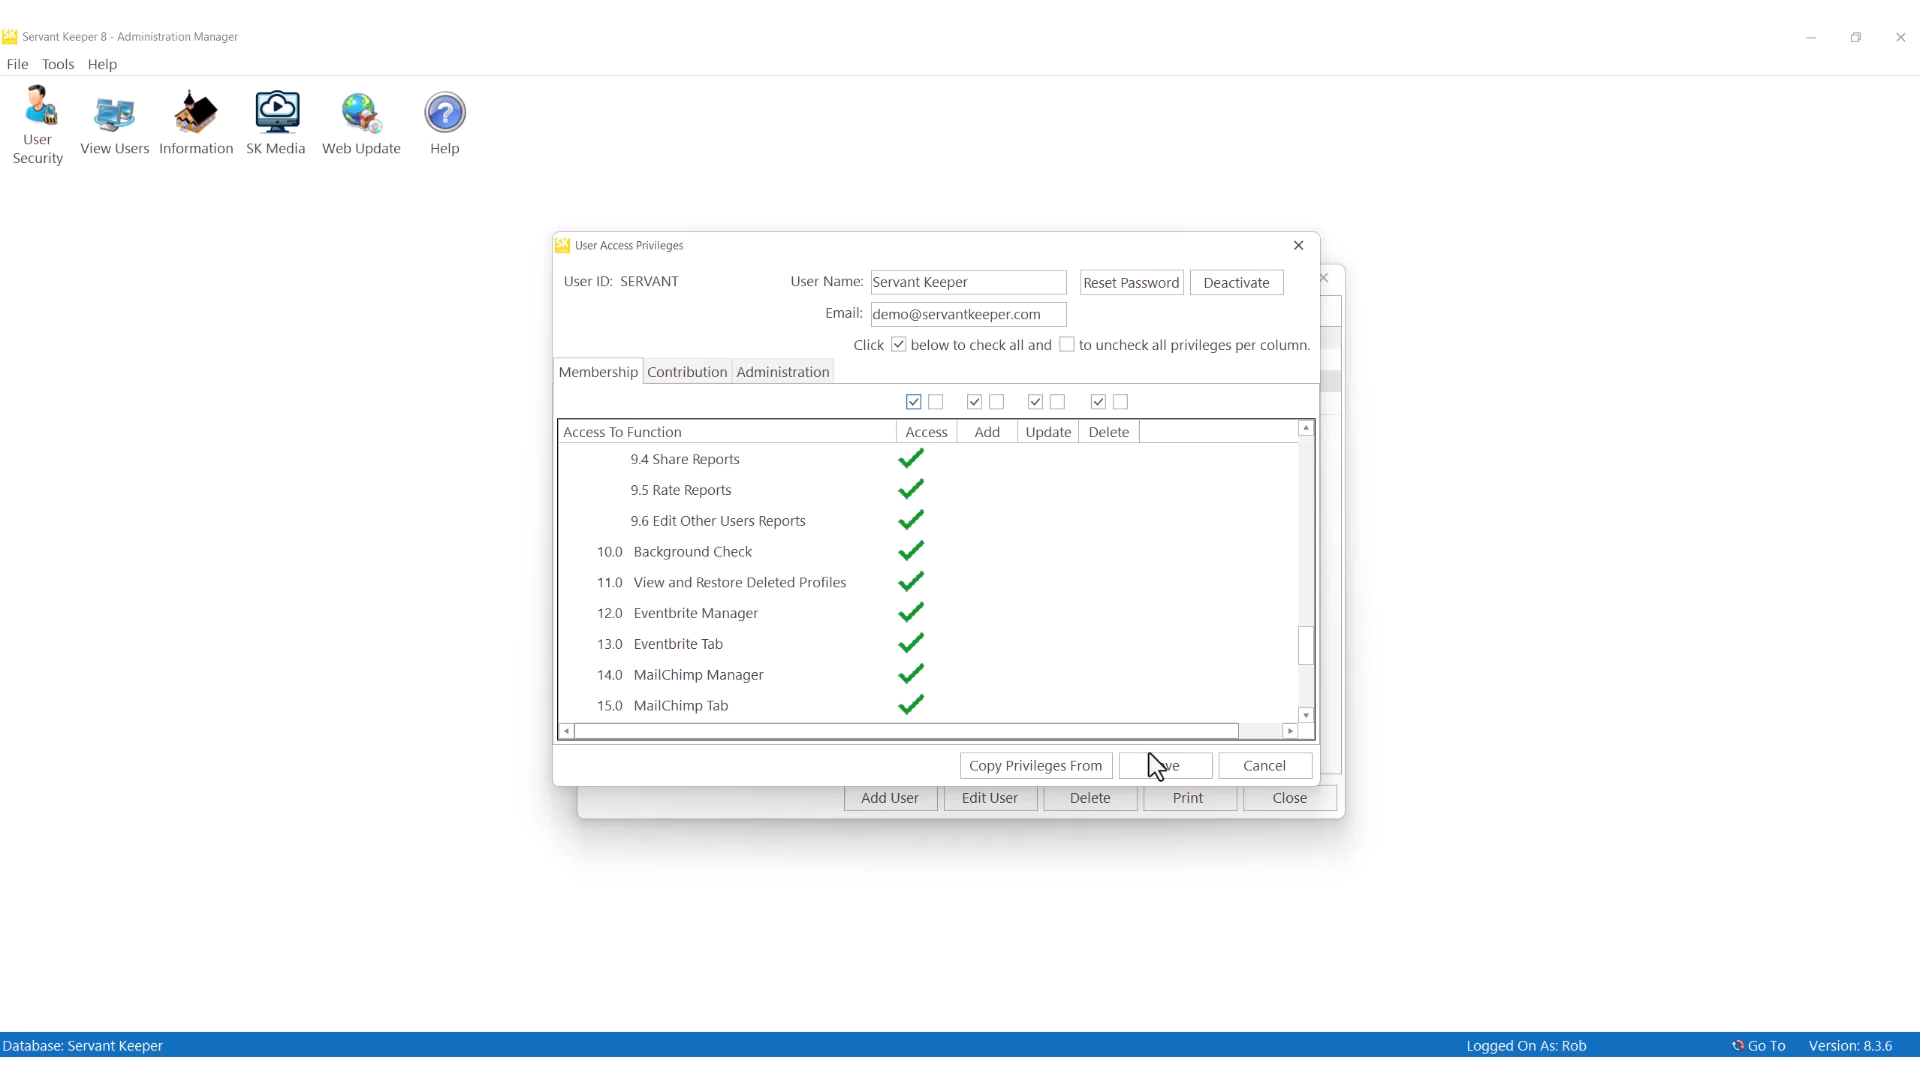 SK Servant Keeper 8 - Administration Manager
File Tools Help
User Security
View Users
Information
SK Media
Web Update
Help
SK User Access Privileges
User ID: SERVANT
User Name: Servant Keeper
Reset Password
Deactivate
Email: demo@servantkeeper.com
Click below to check all and to uncheck all privileges per column.
Membership Contribution Administration
Access To Function Access Add Update Delete
9.4 Share Reports
9.5 Rate Reports
9.6 Edit Other Users Reports
10.0 Background Check
11.0 View and Restore Deleted Profiles
12.0 Eventbrite Manager
13.0 Eventbrite Tab
14.0 MailChimp Manager
15.0 MailChimp Tab
Copy Privileges From
Cancel
Add User Edit User Delete Print Close
Database: Servant Keeper
Logged On As: Rob
Go To
Version: 8.3.6